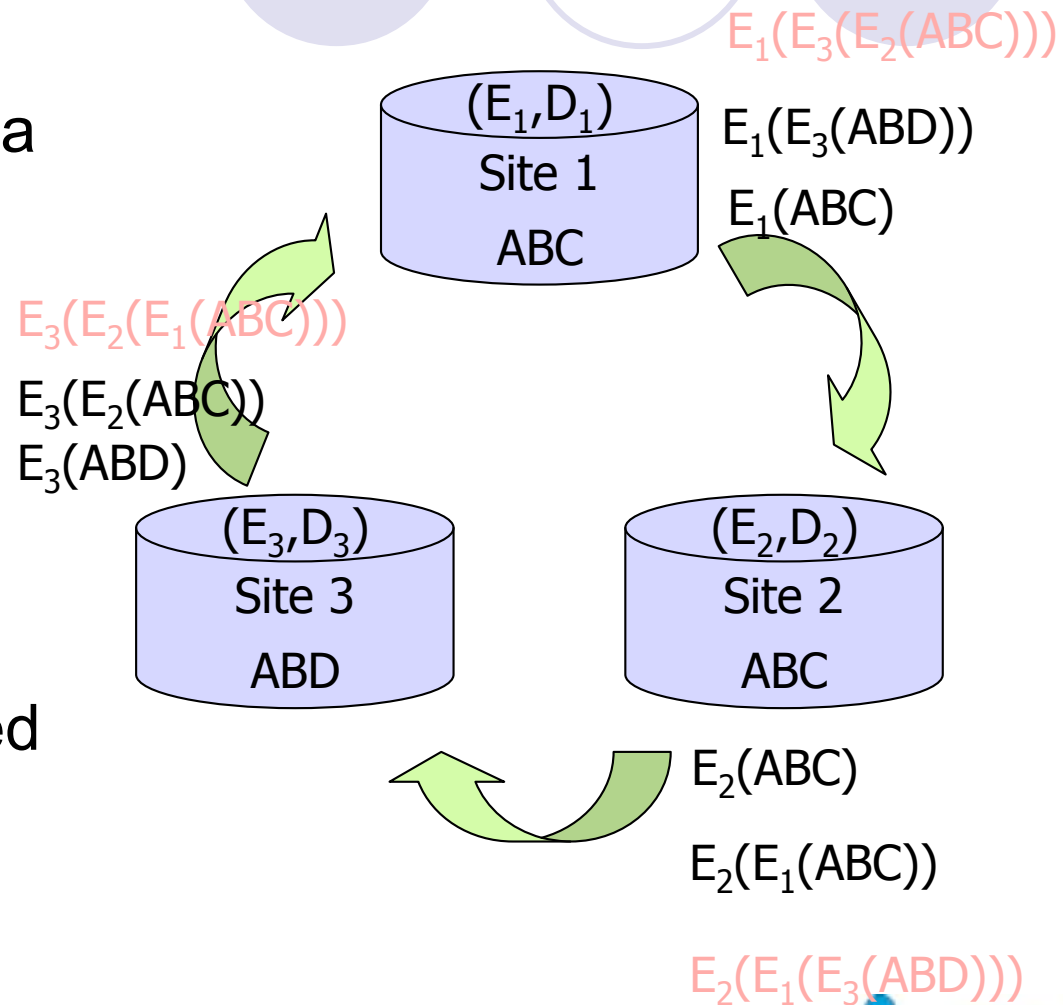 E₁(E₃(E₂(ABC)))
a
(E₁,D₁)
Site 1
ABC
E₁(E₃(ABD))
E₁(ABC)
E₃(E₂(E₁(ABC)))
E₃(E₂(ABC))
E₃(ABD)
(E₃,D₃)
Site 3
ABD
(E₂,D₂)
Site 2
ABC
ed
E₂(ABC)
E₂(E₁(ABC))
E₂(E₁(E₃(ABD)))